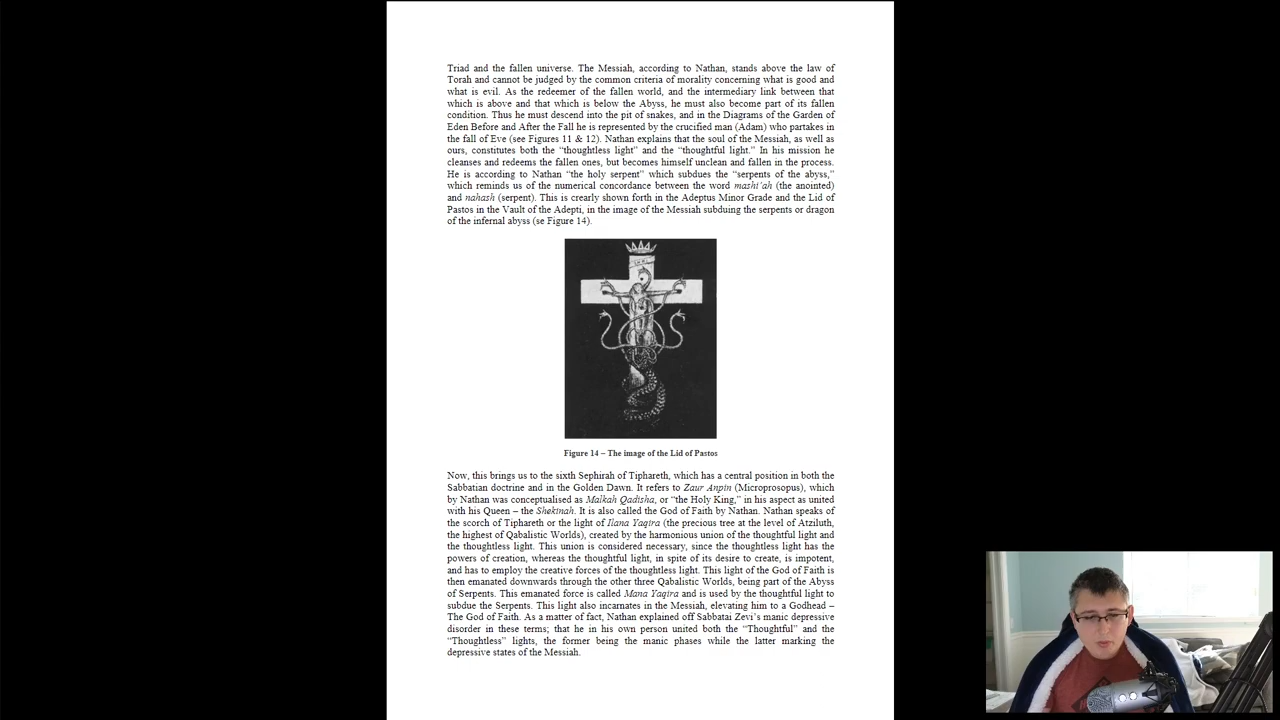 Triad and the fallen universe. The Messiah, according to Nathan, stands above the law of
Torah and cannot be judged by the common criteria of morality concerning what is good and
what is evil. As the redeemer of the fallen world, and the intermediary link between that
which is above and that which is below the Abyss, he must also become part of its fallen
condition. Thus he must descend into the pit of snakes, and in the Diagrams of the Garden of
Eden Before and After the Fall he is represented by the crucified man (Adam) who partakes in
the fall of Eve (see Figures 11 & 12). Nathan explains that the soul of the Messiah, as well as
ours, constitutes both the “thoughtless light” and the “thoughtful light.” In his mission he
cleanses and redeems the fallen ones, but becomes himself unclean and fallen in the process.
He is according to Nathan “the holy serpent” which subdues the “serpents of the abyss,”
which reminds us of the numerical concordance between the word mashi’ah (the anointed)
and nahash (serpent). This is crearly shown forth in the Adeptus Minor Grade and the Lid of
Pastos in the Vault of the Adepti, in the image of the Messiah subduing the serpents or dragon
of the infernal abyss (se Figure 14).
Figure 14 – The image of the Lid of Pastos
Now, this brings us to the sixth Sephirah of Tiphareth, which has a central position in both the
Sabbatian doctrine and in the Golden Dawn. It refers to Zaur Anpin (Microprosopus), which
by Nathan was conceptualised as Malkah Qadisha, or “the Holy King,” in his aspect as united
with his Queen – the Shekinah. It is also called the God of Faith by Nathan. Nathan speaks of
the scorch of Tiphareth or the light of Ilana Yaqira (the precious tree at the level of Atziluth,
the highest of Qabalistic Worlds), created by the harmonious union of the thoughtful light and
the thoughtless light. This union is considered necessary, since the thoughtless light has the
powers of creation, whereas the thoughtful light, in spite of its desire to create, is impotent,
and has to employ the creative forces of the thoughtless light. This light of the God of Faith is
then emanated downwards through the other three Qabalistic Worlds, being part of the Abyss
of Serpents. This emanated force is called Mana Yaqira and is used by the thoughtful light to
subdue the Serpents. This light also incarnates in the Messiah, elevating him to a Godhead –
The God of Faith. As a matter of fact, Nathan explained off Sabbatai Zevi’s manic depressive
disorder in these terms; that he in his own person united both the “Thoughtful” and the
“Thoughtless” lights, the former being the manic phases while the latter marking the
depressive states of the Messiah.